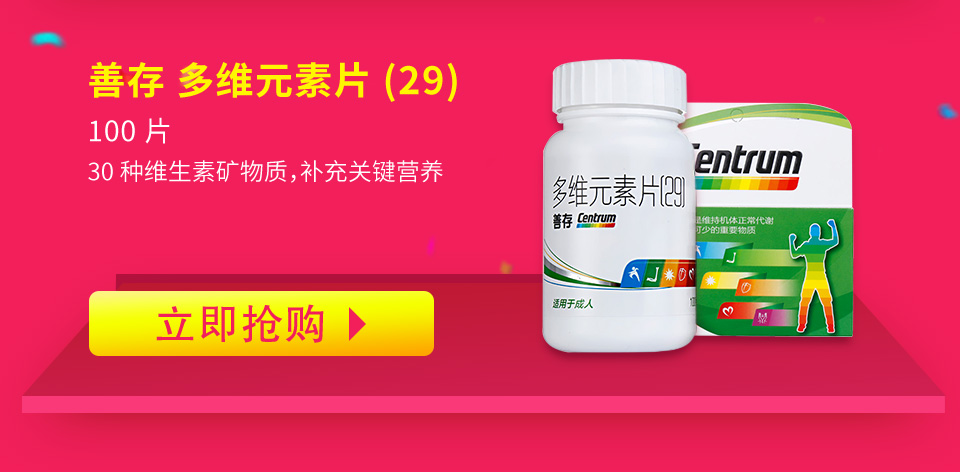 善存 多维元素片 (29)
100 片
30 种维生素矿物质,补充关键营养
立即抢购
多维元素片(29)
善存 Centrum
适用于成人
Centrum
是维持机体正常代谢
可少的重要物质